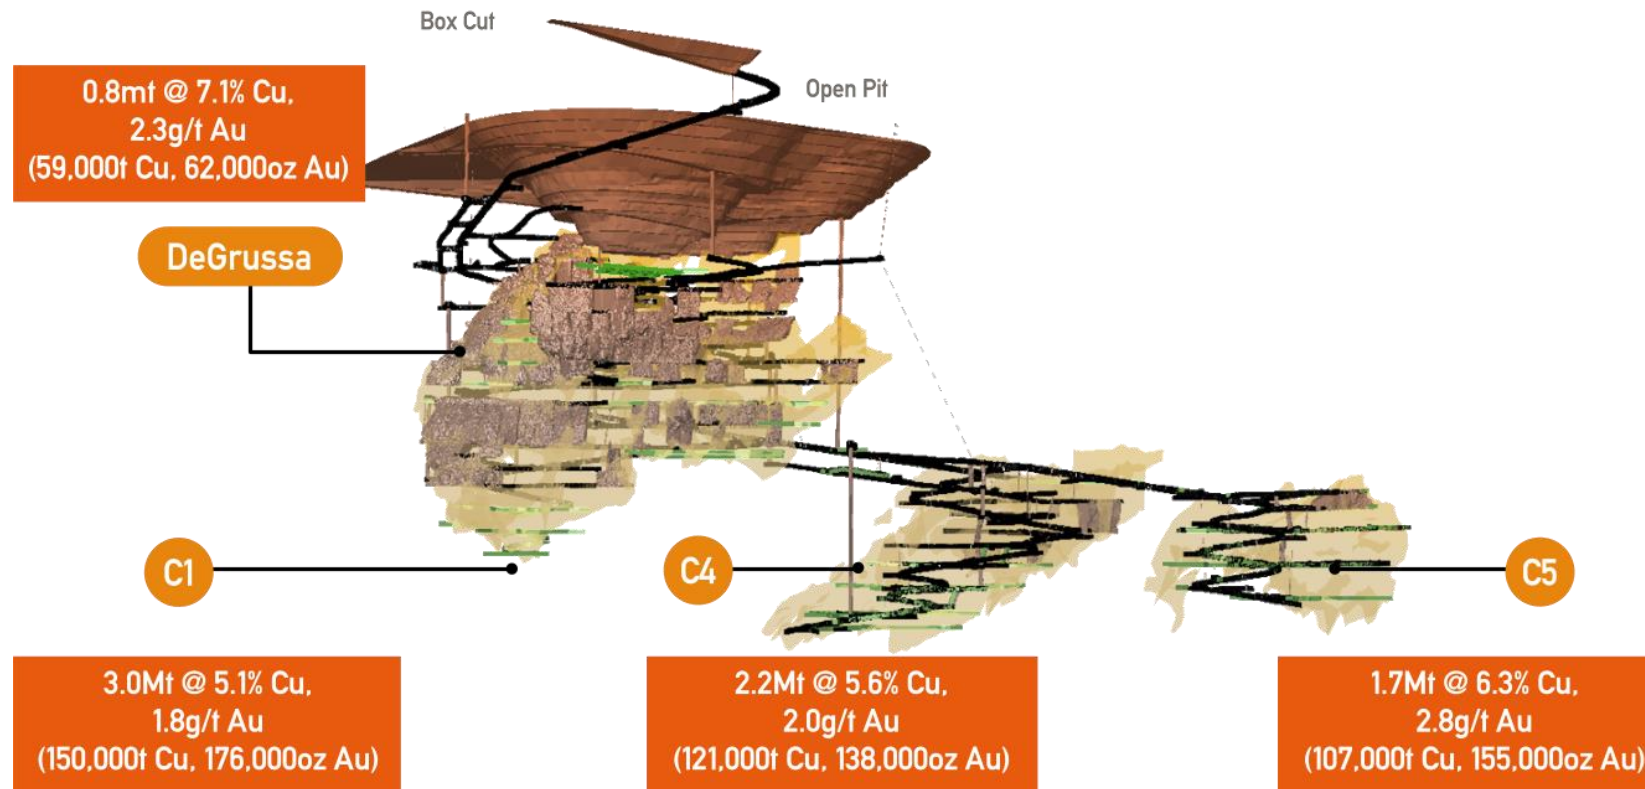 Box Cut
Open Pit
0.8mt @ 7.1% Cu,
2.3g/t Au
(59,000t Cu, 62,000oz Au)
DeGrussa
C1
C4
C5
3.0Mt @ 5.1% Cu,
1.8g/t Au
(150,000t Cu, 176,000oz Au)
2.2Mt @ 5.6% Cu,
2.0g/t Au
(121,000t Cu, 138,000oz Au)
1.7Mt @ 6.3% Cu,
2.8g/t Au
(107,000t Cu, 155,000oz Au)